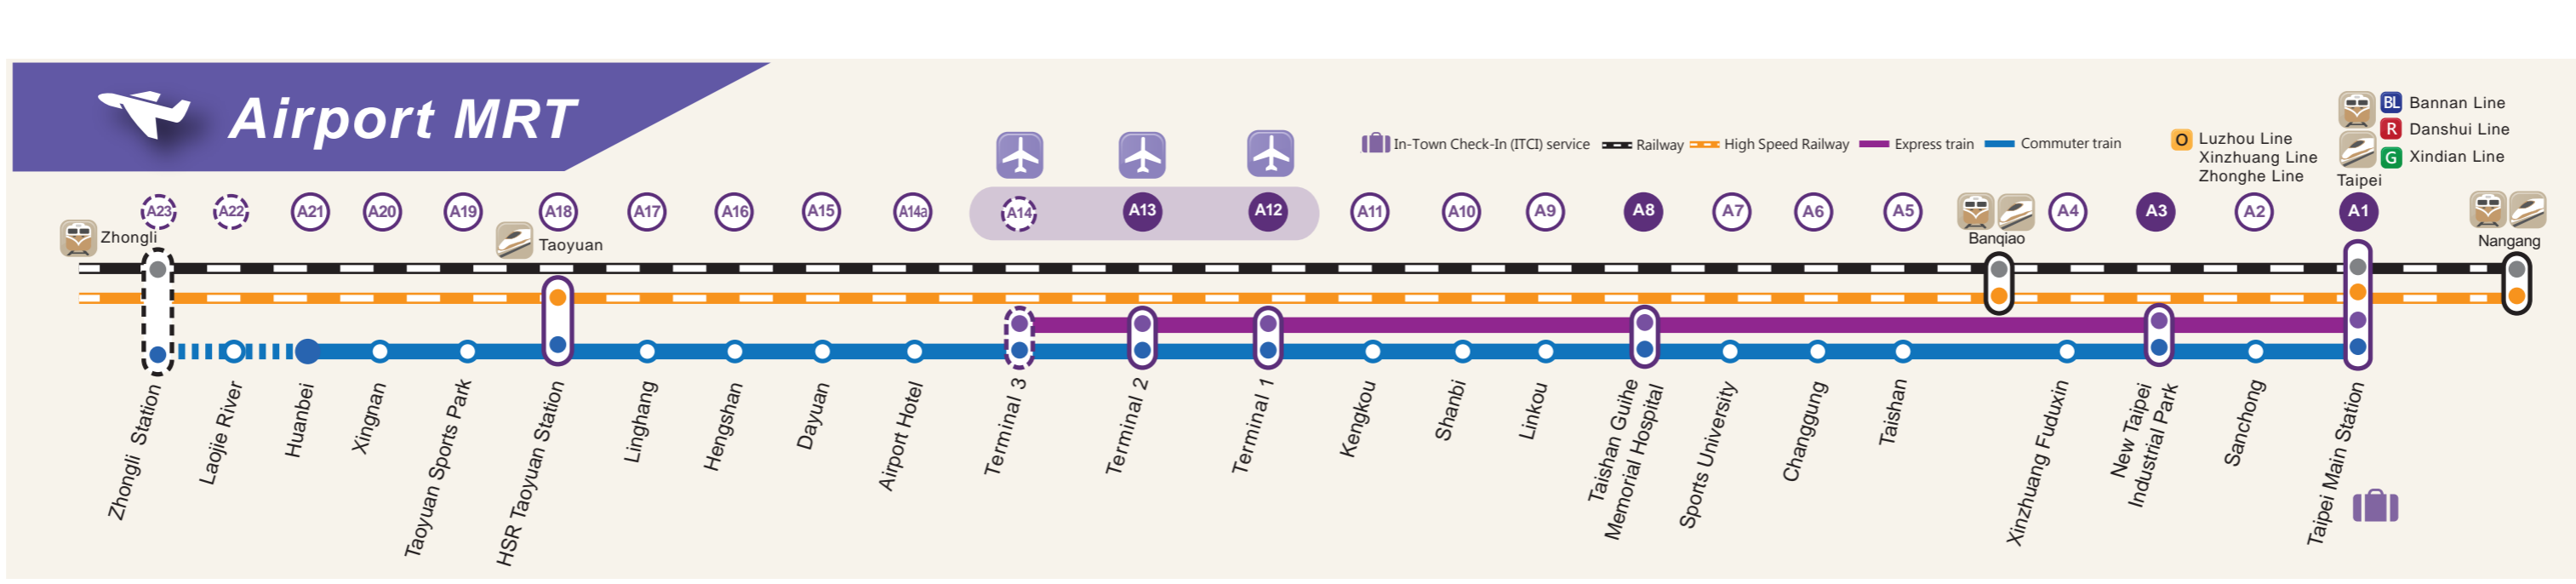 Airport MRT
In-Town Check-In (ITCI) service
Railway
High Speed Railway
Express train
Commuter train
O
Luzhou Line
Xinzhuang Line
Zhonghe Line
BL Bannan Line
R Danshui Line
G Xindian Line
Taipei
A23
A22
A21
A20
A19
A18
A17
A16
A15
A14a
A14
A13
A12
A11
A10
A9
A8
A7
A6
A5
A4
A3
A2
A1
Zhongli
Taoyuan
Banqiao
Nangang
Zhongli Station
Laojie River
Huanbei
Xingnan
Taoyuan Sports Park
HSR Taoyuan Station
Linghang
Hengshan
Dayuan
Airport Hotel
Terminal 3
Terminal 2
Terminal 1
Kengkou
Shanbi
Linkou
Taishan Guihe
Memorial Hospital
Sports University
Changgung
Taishan
Xinzhuang Fuduxin
New Taipei
Industrial Park
Sanchong
Taipei Main Station